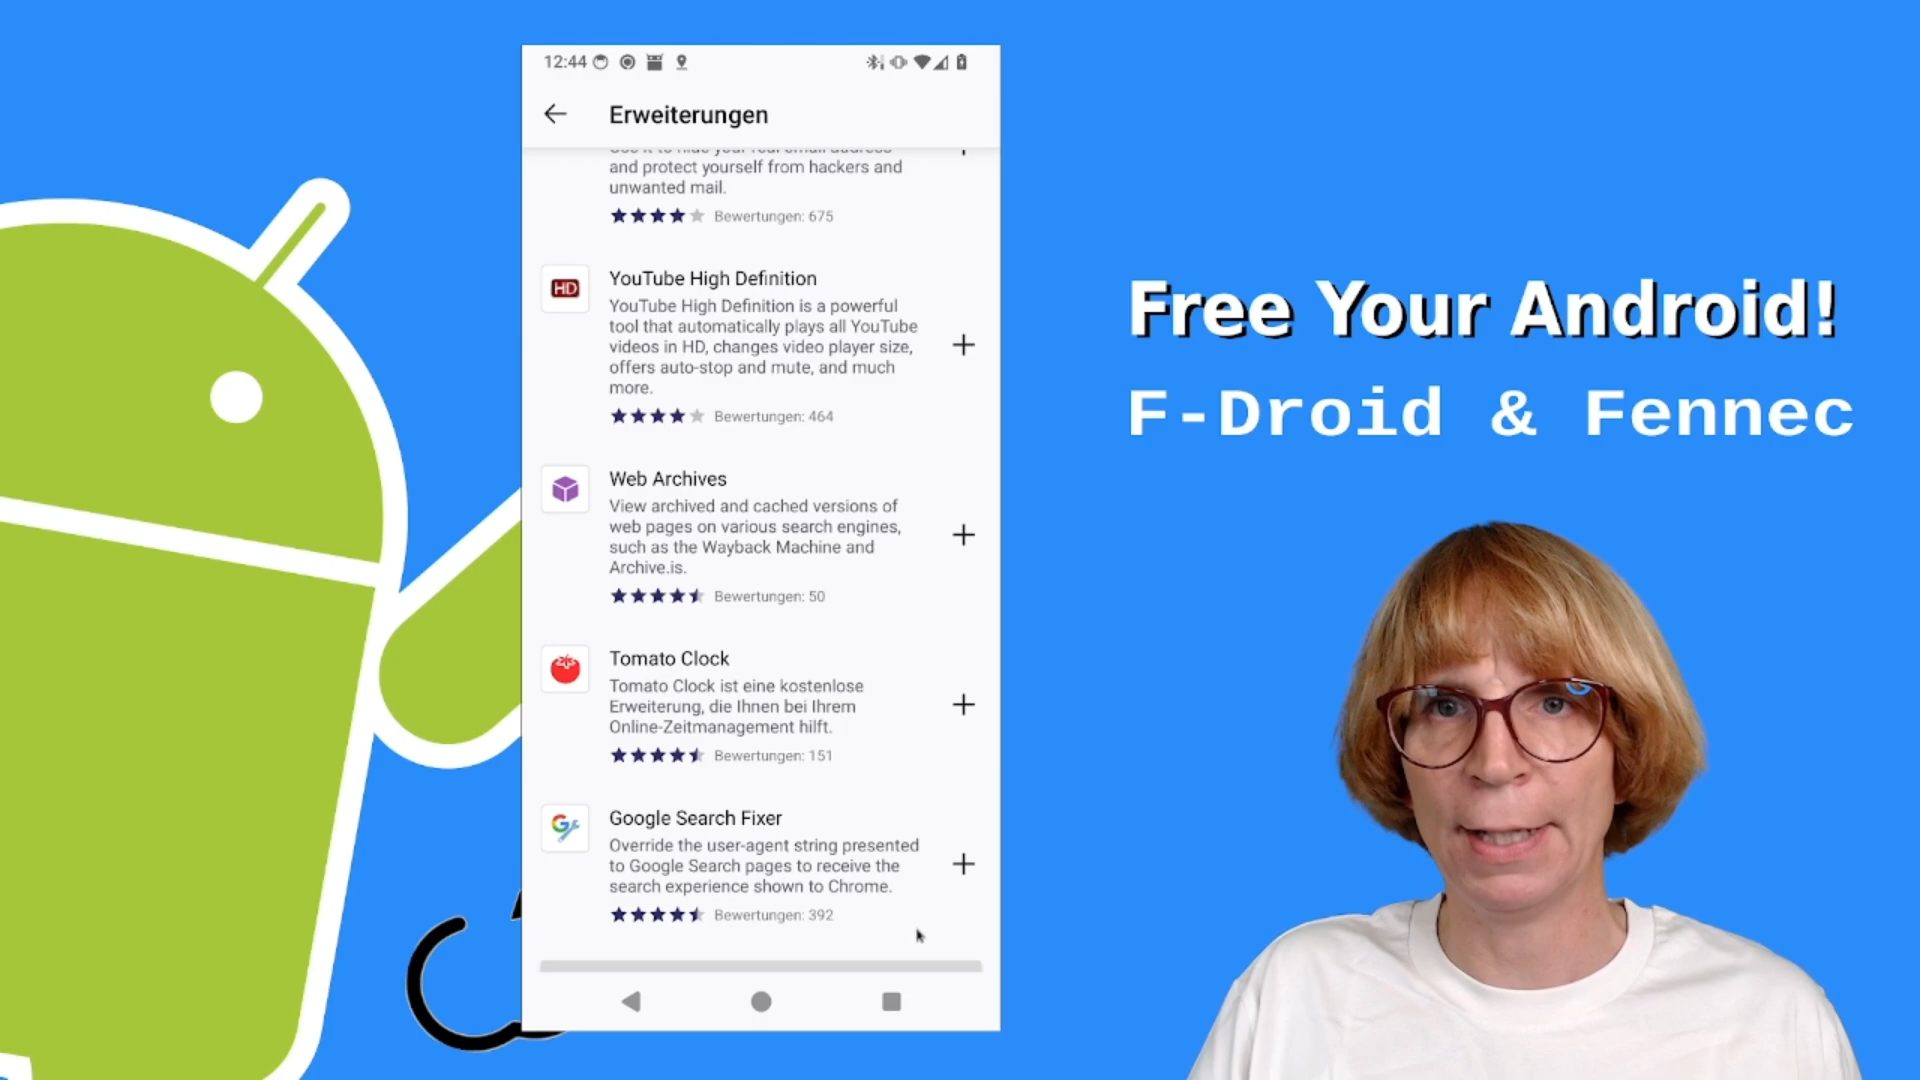 12:44
Erweiterungen
and protect yourself from hackers and
unwanted mail.
Bewertungen: 675
HD
YouTube High Definition
YouTube High Definition is a powerful
tool that automatically plays all YouTube
videos in HD, changes video player size,
offers auto-stop and mute, and much
more.
Bewertungen: 464
Web Archives
View archived and cached versions of
web pages on various search engines,
such as the Wayback Machine and
Archive.is.
Bewertungen: 50
Tomato Clock
Tomato Clock ist eine kostenlose
Erweiterung, die Ihnen bei Ihrem
Online-Zeitmanagement hilft.
Bewertungen: 151
Google Search Fixer
Override the user-agent string presented
to Google Search pages to receive the
search experience shown to Chrome.
Bewertungen: 392
Free Your Android!
F-Droid & Fennec